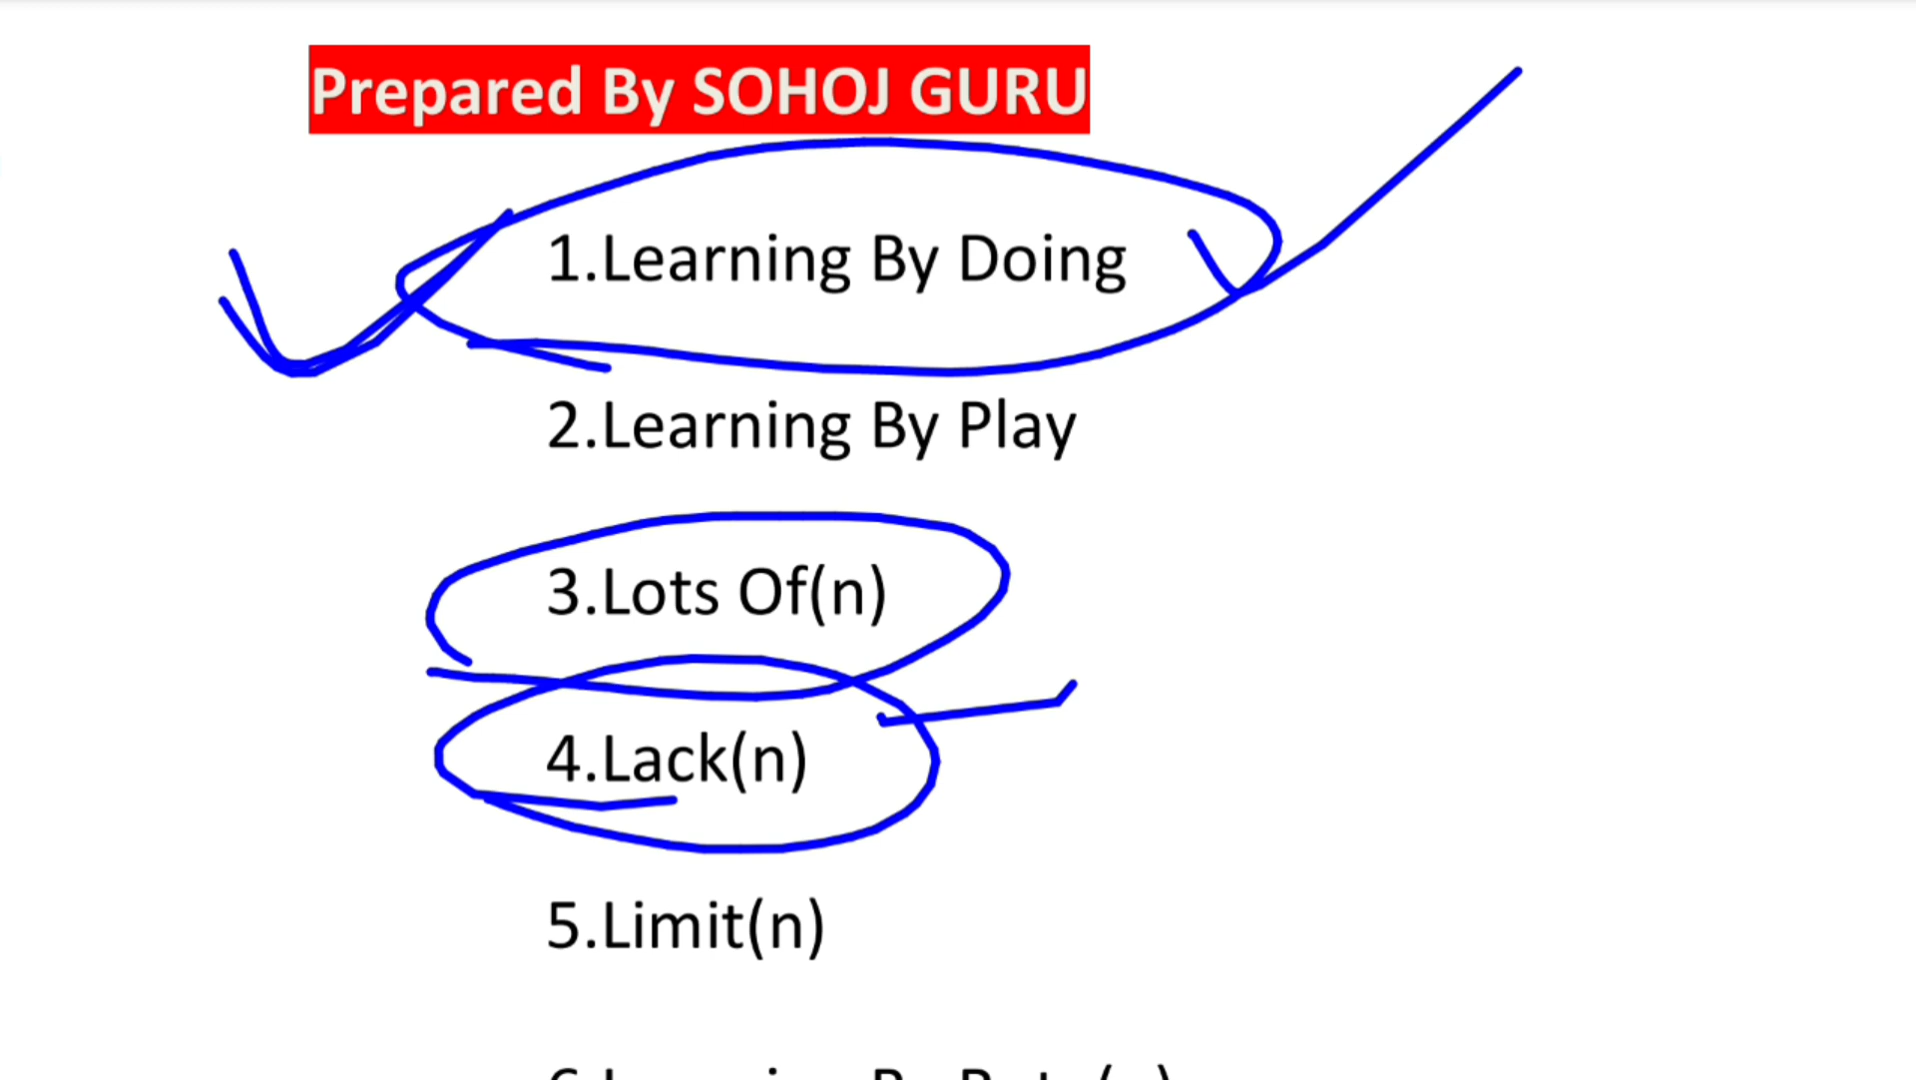 Prepared By SOHOJ GURU
1.Learning By Doing
2.Learning By Play
3.Lots Of(n)
4.Lack(n)
5.Limit(n)